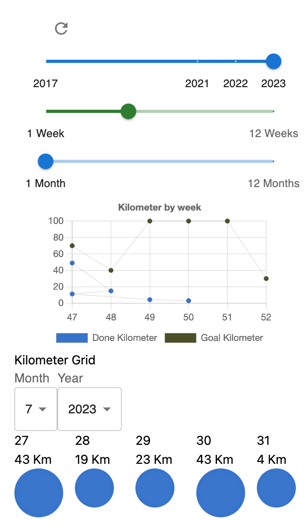 2017 2021 2022 2023
1 Week 12 Weeks
1 Month 12 Months
Kilometer by week
100
80
60
40
20
0
47 48 49 50 51 52
Done Kilometer Goal Kilometer
Kilometer Grid
Month Year
7 2023
27 28 29 30 31
43 Km 19 Km 23 Km 43 Km 4 Km